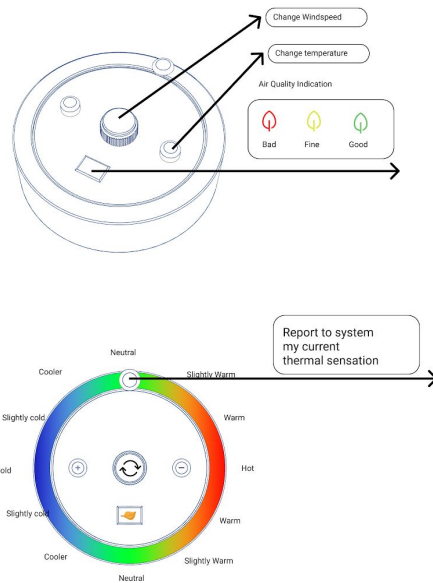 Change Windspeed
Change temperature
Air Quality Indication
Bad Fine Good
Report to system
my current
thermal sensation
Neutral
Cooler
Slightly Warm
Slightly cold
Warm
old
Hot
Slightly cold
Warm
Cooler
Slightly Warm
Neutral